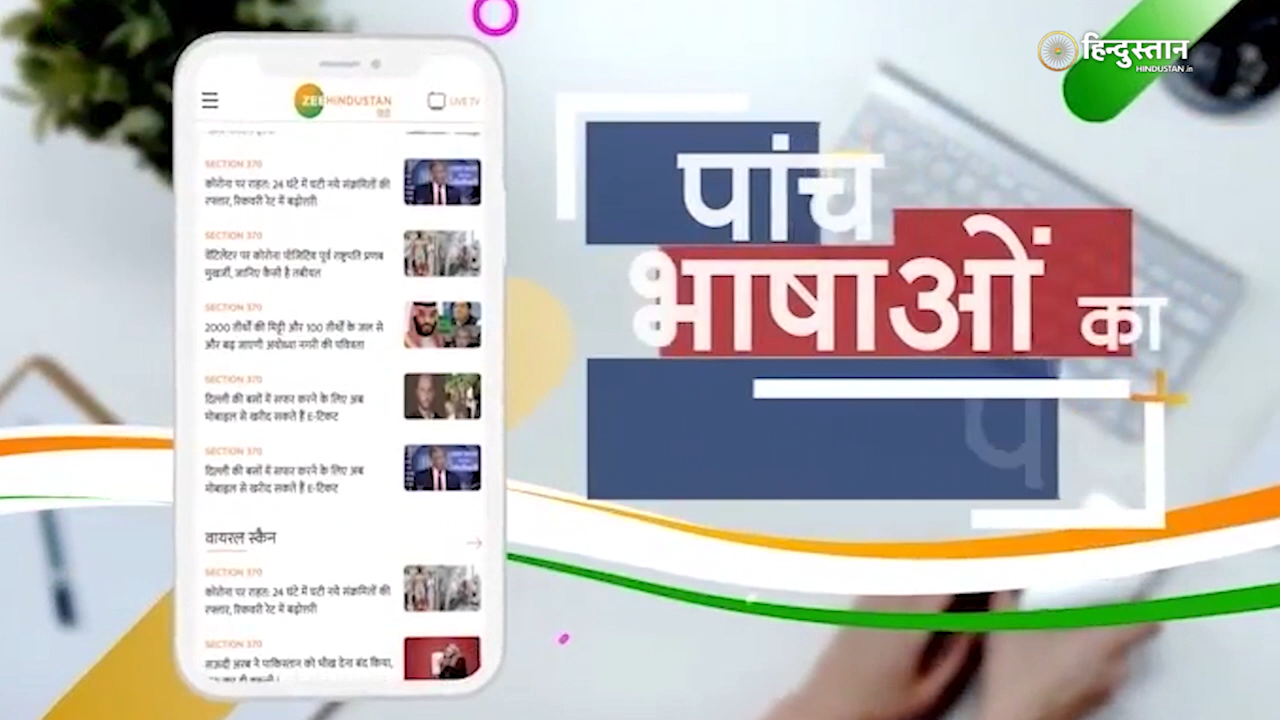 हिन्दुस्तान
HINDUSTAN.in
ZEE HINDUSTAN
हिंदी
LIVE TV
SECTION 370
कोरोना पर राहत: 24 घंटे में घटी नये संक्रमितों की
रफ्तार, रिकवरी रेट में बढ़ोत्तरी
SECTION 370
वेंटिलेटर पर कोरोना पॉजिटिव पूर्व राष्ट्रपति प्रणब
मुखर्जी, जानिए कैसी है तबीयत
SECTION 370
2000 तीर्थों की मिट्टी और 100 तीर्थों के जल से
और बढ़ जाएगी अयोध्या नगरी की पवित्रता
SECTION 370
दिल्ली की बसों में सफर करने के लिए अब
मोबाइल से खरीद सकते हैं E-टिकट
SECTION 370
दिल्ली की बसों में सफर करने के लिए अब
मोबाइल से खरीद सकते हैं E-टिकट
वायरल स्कैन
SECTION 370
कोरोना पर राहत: 24 घंटे में घटी नये संक्रमितों की
रफ्तार, रिकवरी रेट में बढ़ोत्तरी
SECTION 370
सऊदी अरब ने पाकिस्तान को भीख देना बंद किया,
पांच
भाषाओं का
प